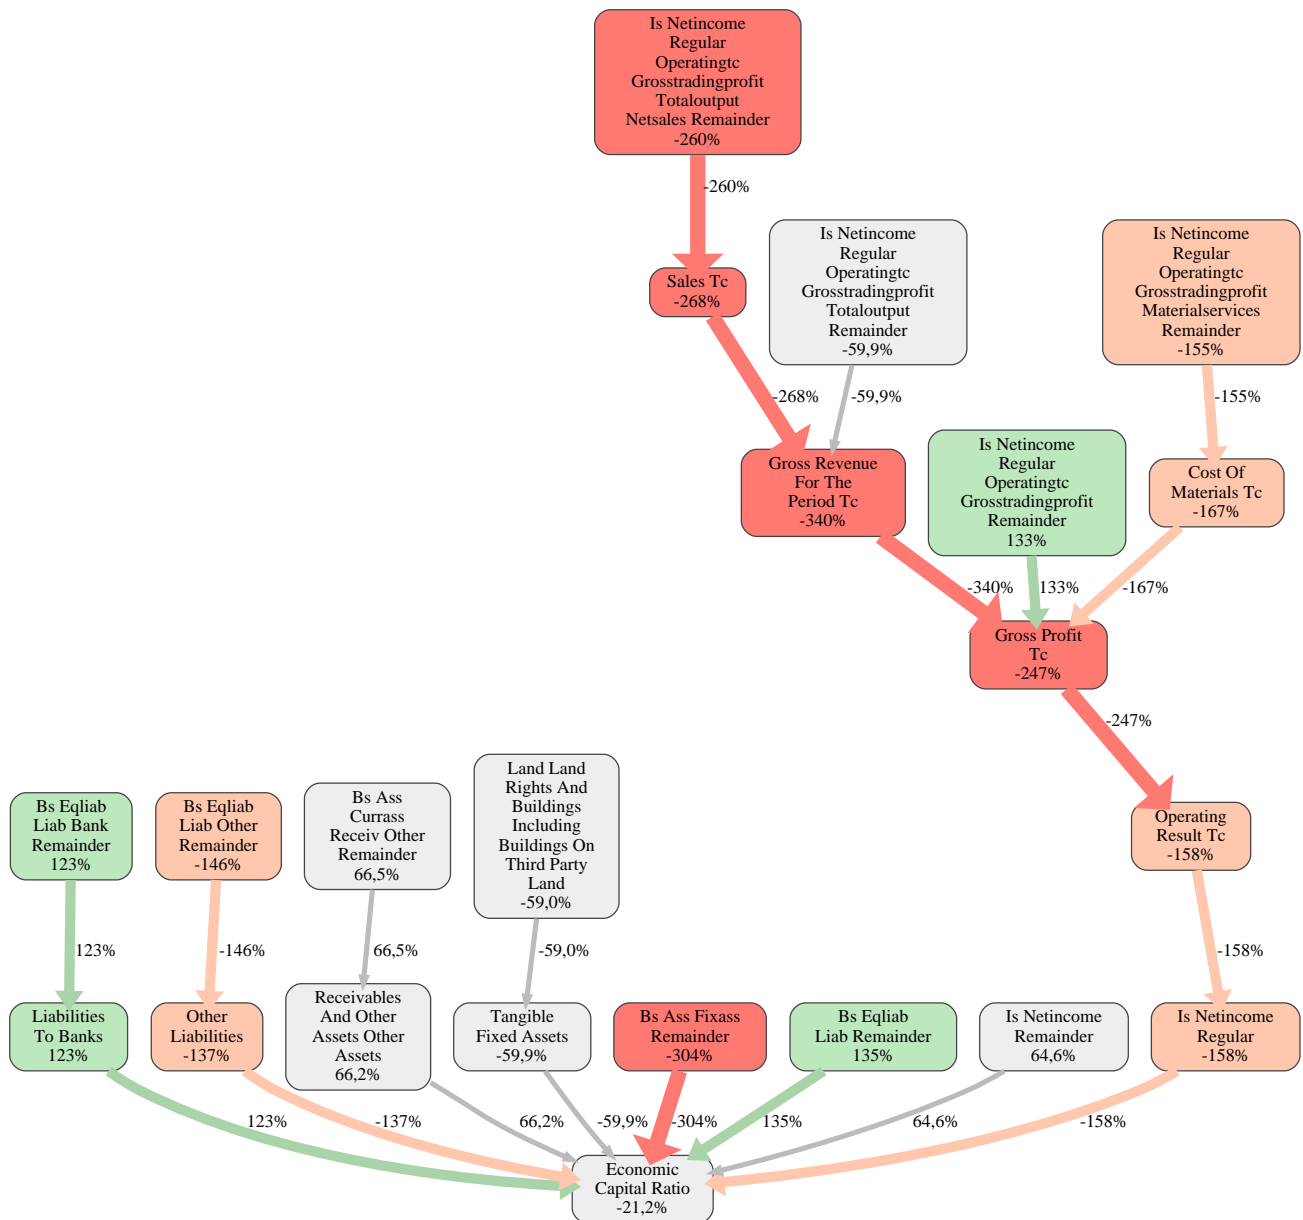 Is Netincome
Regular
Operatingtc
Grosstradingprofit
Totaloutput
Netsales Remainder
-260%
-260%
Sales Tc
-268%
Is Netincome
Regular
Operatingtc
Grosstradingprofit
Totaloutput
Remainder
-59,9%
Is Netincome
Regular
Operatingtc
Grosstradingprofit
Materialservices
Remainder
-155%
-268%
-59,9%
-155%
Gross Revenue
For The
Period Tc
-340%
Is Netincome
Regular
Operatingtc
Grosstradingprofit
Remainder
133%
Cost Of
Materials Tc
-167%
-340%
133%
-167%
Gross Profit
Tc
-247%
-247%
Bs Eqliab
Liab Bank
Remainder
123%
Bs Eqliab
Liab Other
Remainder
-146%
Bs Ass
Currass
Receiv Other
Remainder
66,5%
Land Land
Rights And
Buildings
Including
Buildings On
Third Party
Land
-59,0%
Operating
Result Tc
-158%
123%
-146%
66,5%
-59,0%
-158%
Liabilities
To Banks
123%
Other
Liabilities
-137%
Receivables
And Other
Assets Other
Assets
66,2%
Tangible
Fixed Assets
-59,9%
Bs Ass Fixass
Remainder
-304%
Bs Eqliab
Liab Remainder
135%
Is Netincome
Remainder
64,6%
Is Netincome
Regular
-158%
123%
-137%
66,2%
-59,9%
-304%
135%
64,6%
-158%
Economic
Capital Ratio
-21,2%